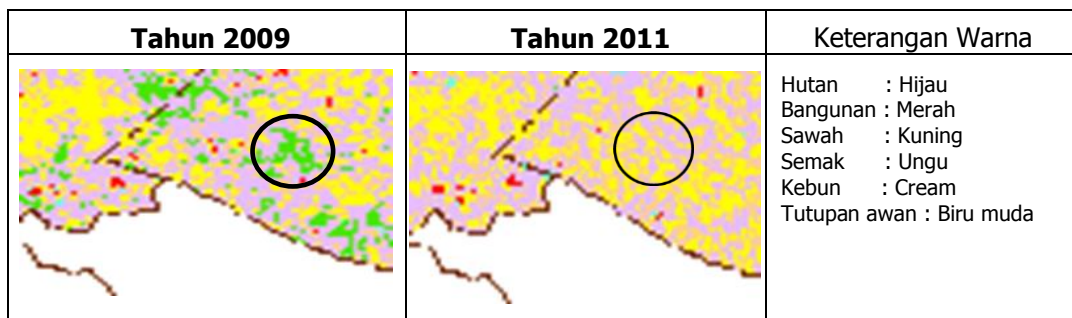 Tahun 2009
Tahun 2011
Keterangan Warna
Hutan : Hijau
Bangunan : Merah
Sawah : Kuning
Semak : Ungu
Kebun : Cream
Tutupan awan : Biru muda